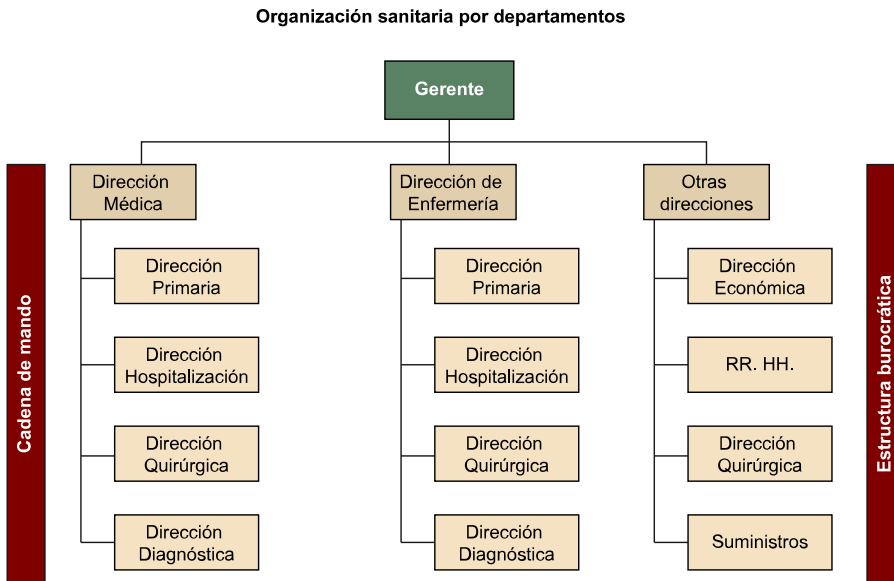 Organización sanitaria por departamentos
Gerente
Dirección
Médica
Dirección de
Enfermería
Otras
direcciones
Cadena de mando
Estructura burocrática
Dirección
Primaria
Dirección
Hospitalización
Dirección
Quirúrgica
Dirección
Diagnóstica
Dirección
Primaria
Dirección
Hospitalización
Dirección
Quirúrgica
Dirección
Diagnóstica
Dirección
Económica
RR. HH.
Dirección
Quirúrgica
Suministros